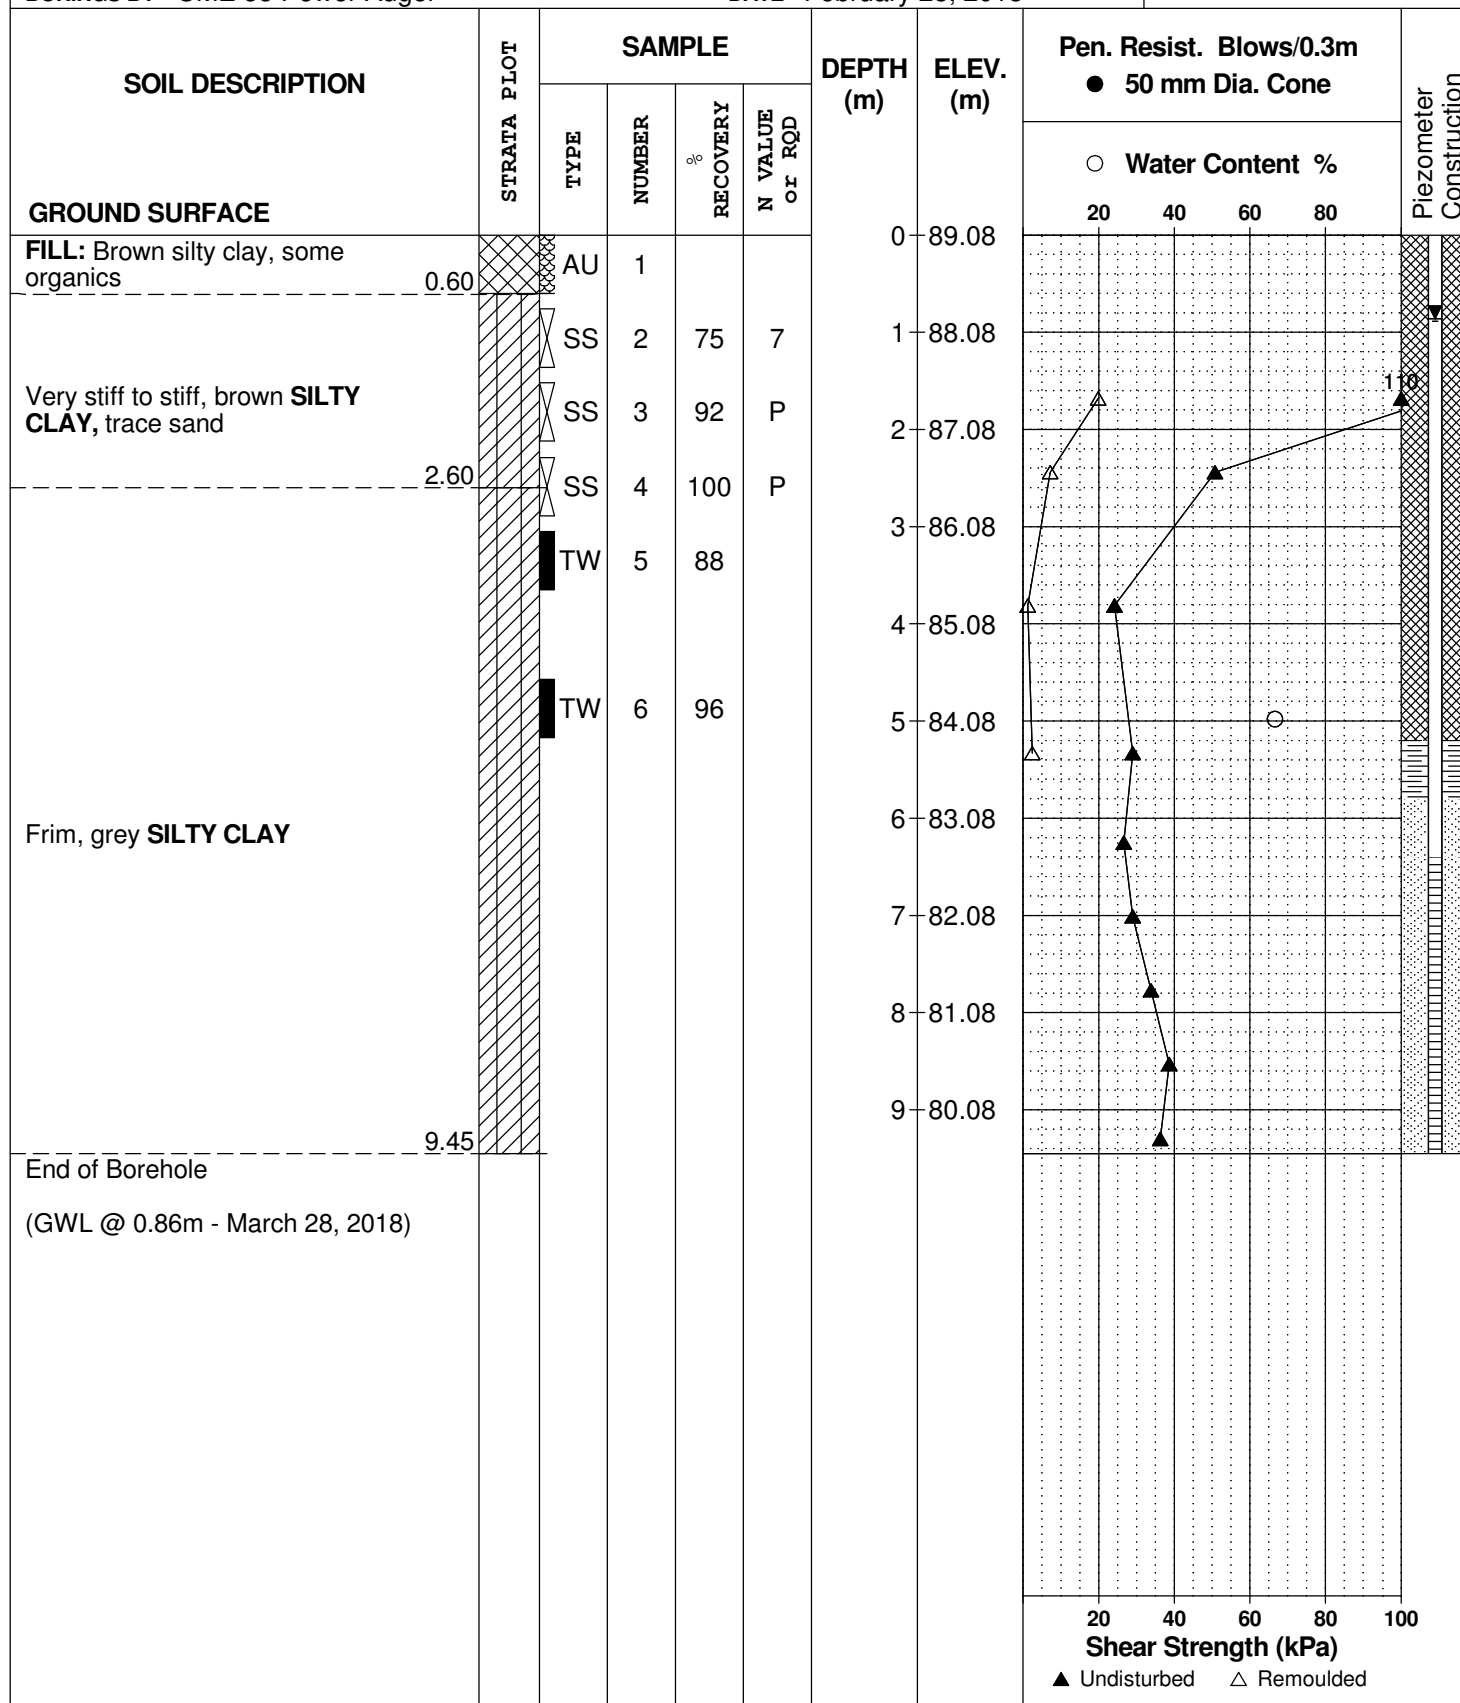 SOIL DESCRIPTION
GROUND SURFACE
STRATA PLOT
SAMPLE
TYPE
NUMBER
%
RECOVERY
N VALUE
or RQD
DEPTH
(m)
ELEV.
(m)
Pen. Resist. Blows/0.3m
● 50 mm Dia. Cone
○ Water Content %
20 40 60 80
Piezometer
Construction
0 89.08
FILL: Brown silty clay, some
organics
0.60
AU 1
SS 2 75 7
1 88.08
110
Very stiff to stiff, brown SILTY
CLAY, trace sand
SS 3 92 P
2 87.08
2.60
SS 4 100 P
3 86.08
TW 5 88
4 85.08
TW 6 96
5 84.08
6 83.08
Frim, grey SILTY CLAY
7 82.08
8 81.08
9 80.08
9.45
End of Borehole
(GWL @ 0.86m - March 28, 2018)
20 40 60 80 100
Shear Strength (kPa)
▲ Undisturbed △ Remoulded